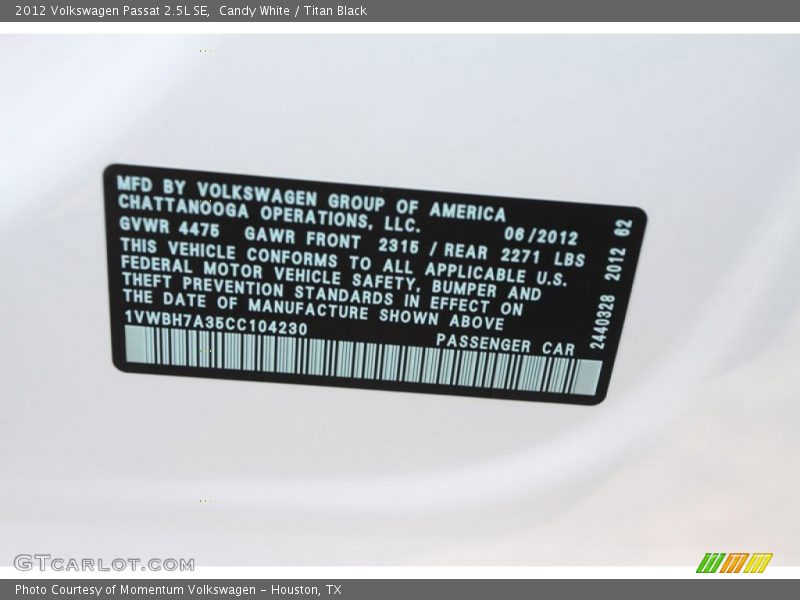 2012 Volkswagen Passat 2.5L SE,  Candy White / Titan Black
MFD BY VOLKSWAGEN GROUP OF AMERICA
CHATTANOOGA OPERATIONS, LLC.
06/2012
GVWR 4475 GAWR FRONT 2315 / REAR 2271 LBS
THIS VEHICLE CONFORMS TO ALL APPLICABLE U.S.
FEDERAL MOTOR VEHICLE SAFETY, BUMPER AND
THEFT PREVENTION STANDARDS IN EFFECT ON
THE DATE OF MANUFACTURE SHOWN ABOVE
1VWBH7A35CC104230
PASSENGER CAR
2440328 2012 62
GTCARLOT.COM
Photo Courtesy of Momentum Volkswagen – Houston, TX